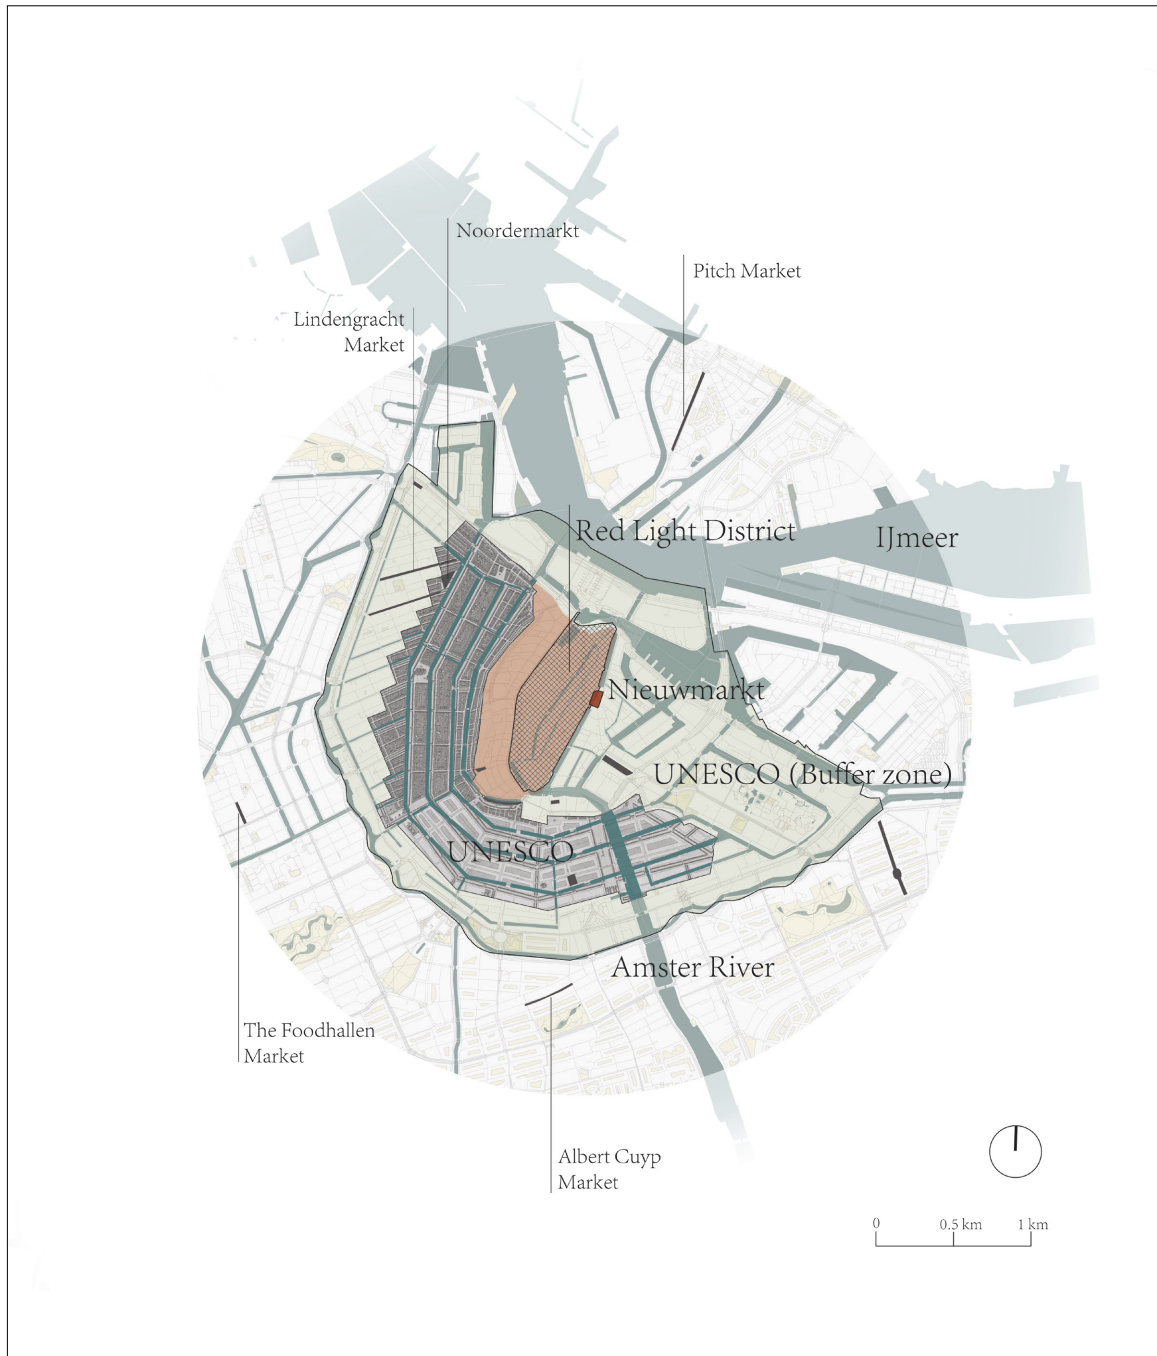 Noordermarkt
Pitch Market
Lindengracht
Market
Red Light District
IJmeer
Nieuwmarkt
UNESCO (Buffer zone)
UNESCO
Amster River
The Foodhallen
Market
Albert Cuyp
Market
0 0.5 km 1 km